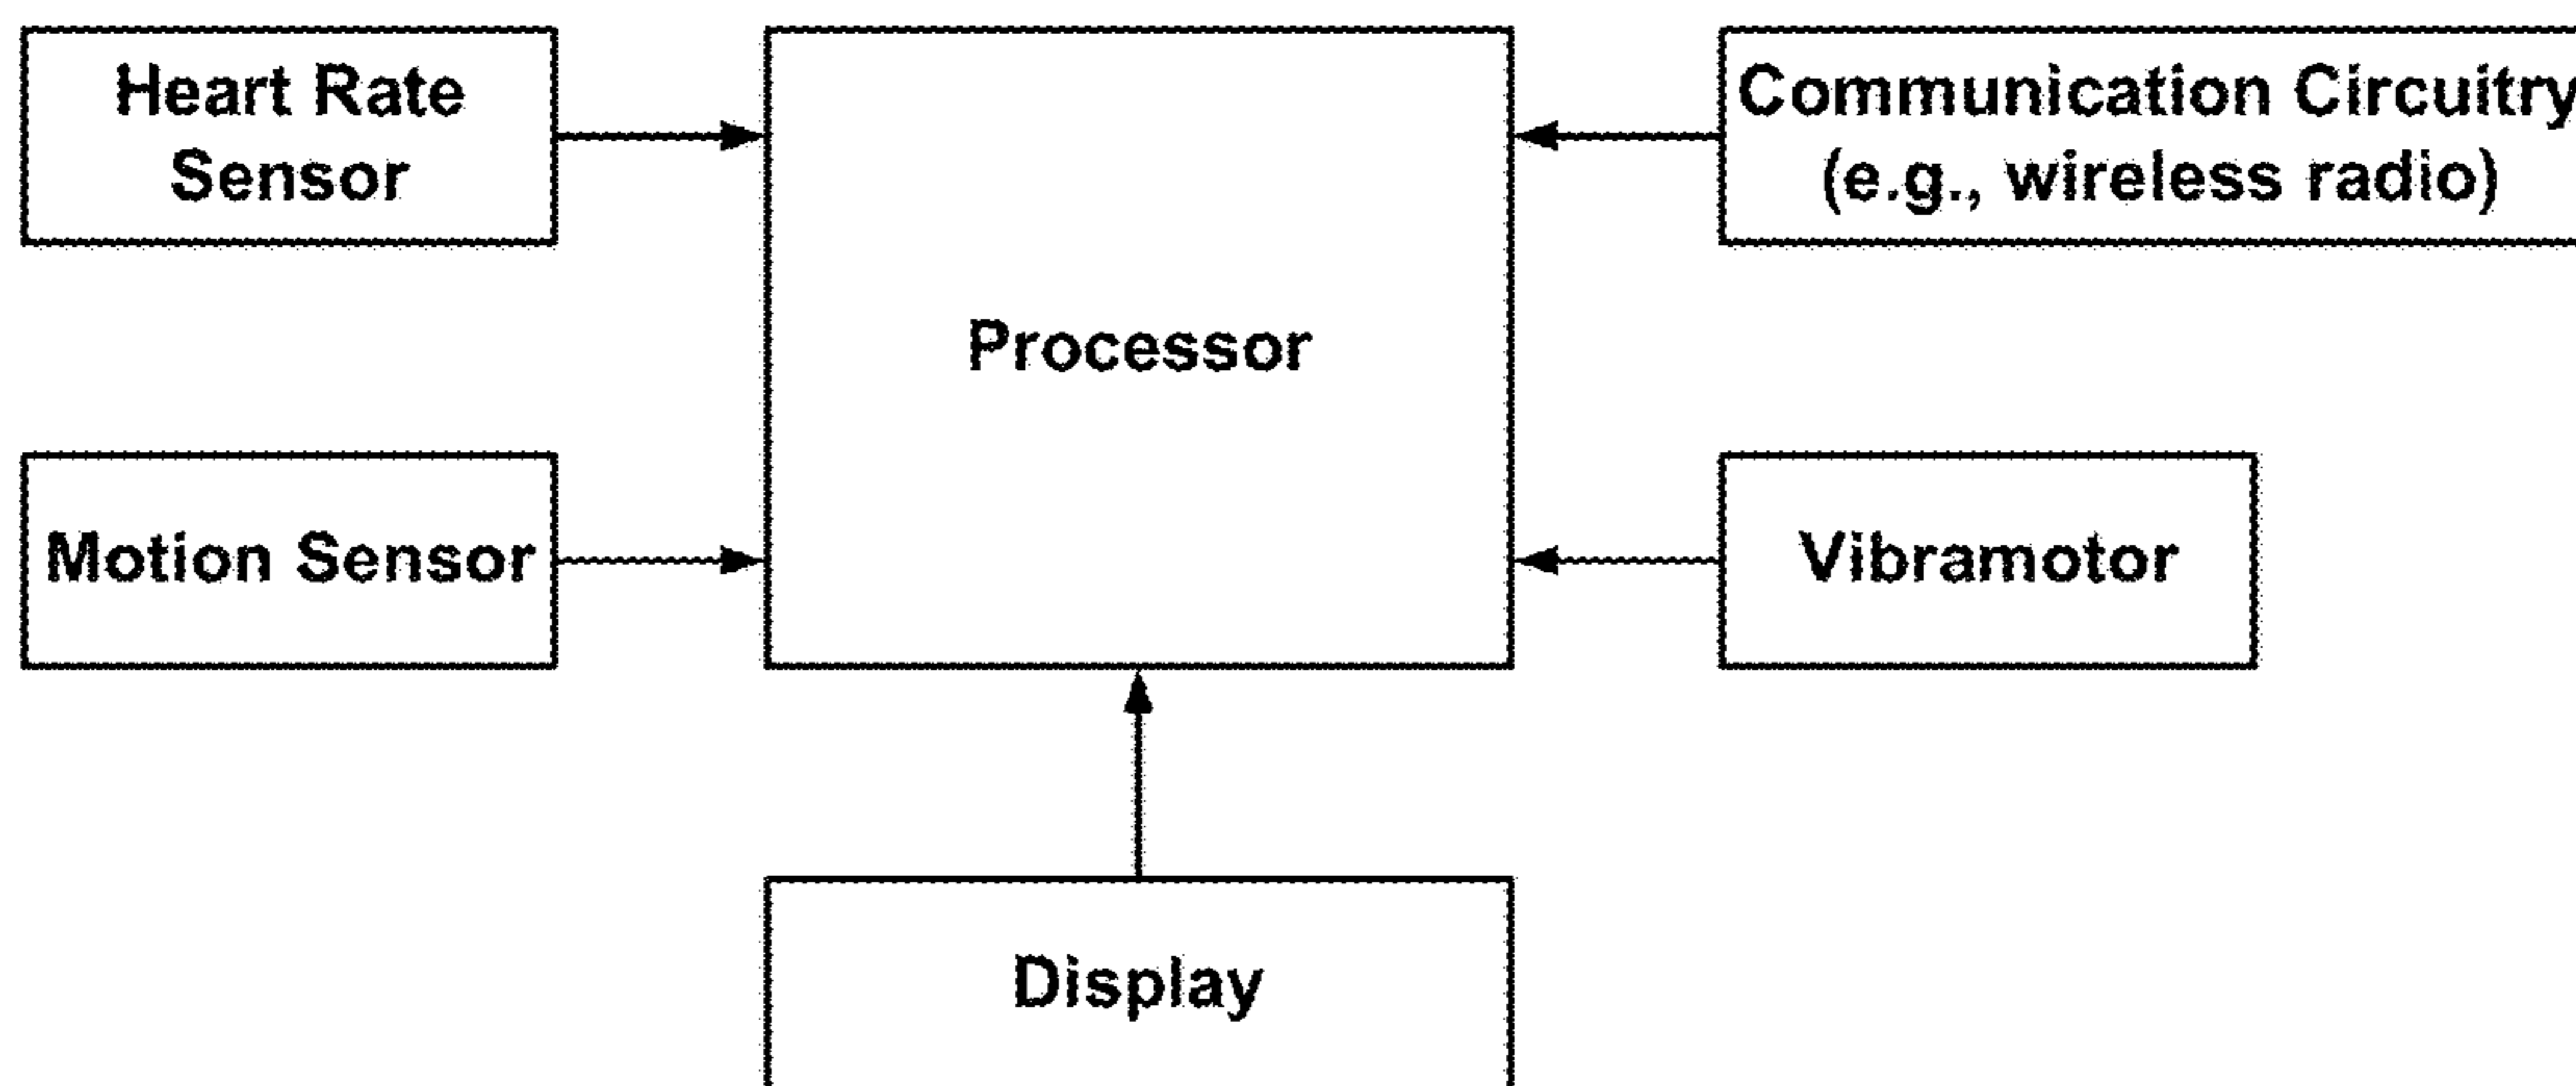 Heart Rate
Sensor
Processor
Communication Circuitry
(e.g., wireless radio)
Motion Sensor
Vibramotor
Display